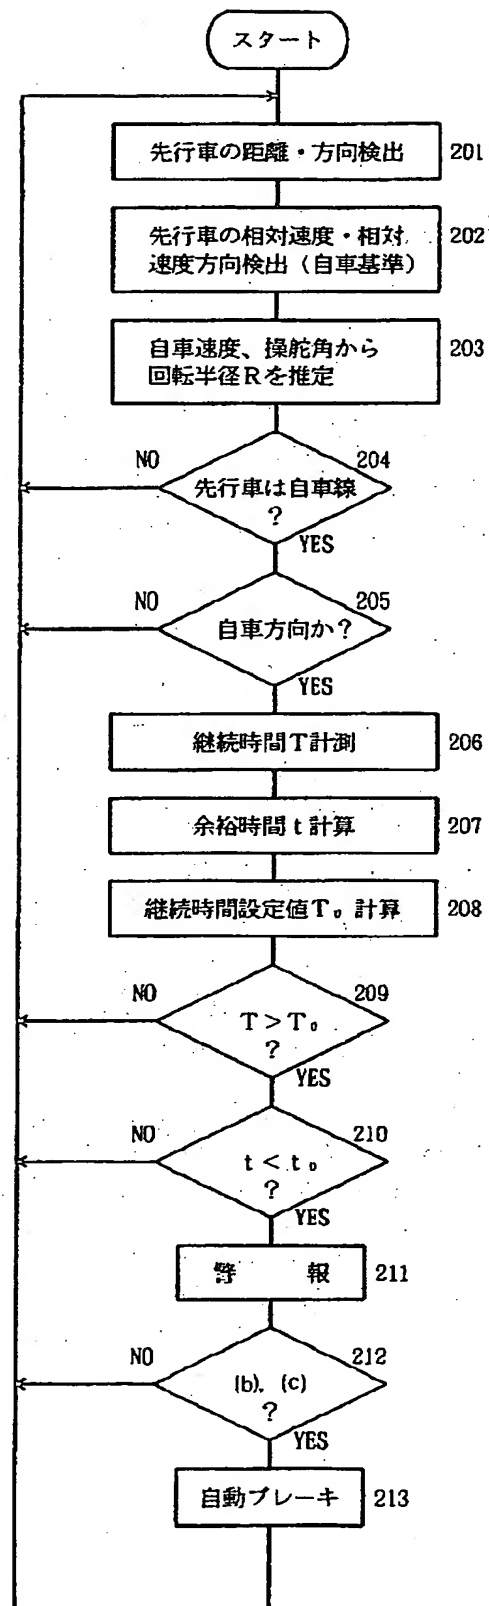 スタート
先行車の距離・方向検出 201
先行車の相対速度・相対
速度方向検出(自車基準) 202
自車速度、操舵角から
回転半径Rを推定 203
NO
204
先行車は自車線
?
YES
NO
205
自車方向か?
YES
継続時間T計測 206
余裕時間t計算 207
継続時間設定値T₀計算 208
NO
209
T>T₀
?
YES
NO
210
t<t₀
?
YES
警 報 211
NO
212
(b), (c)
?
YES
自動ブレーキ 213